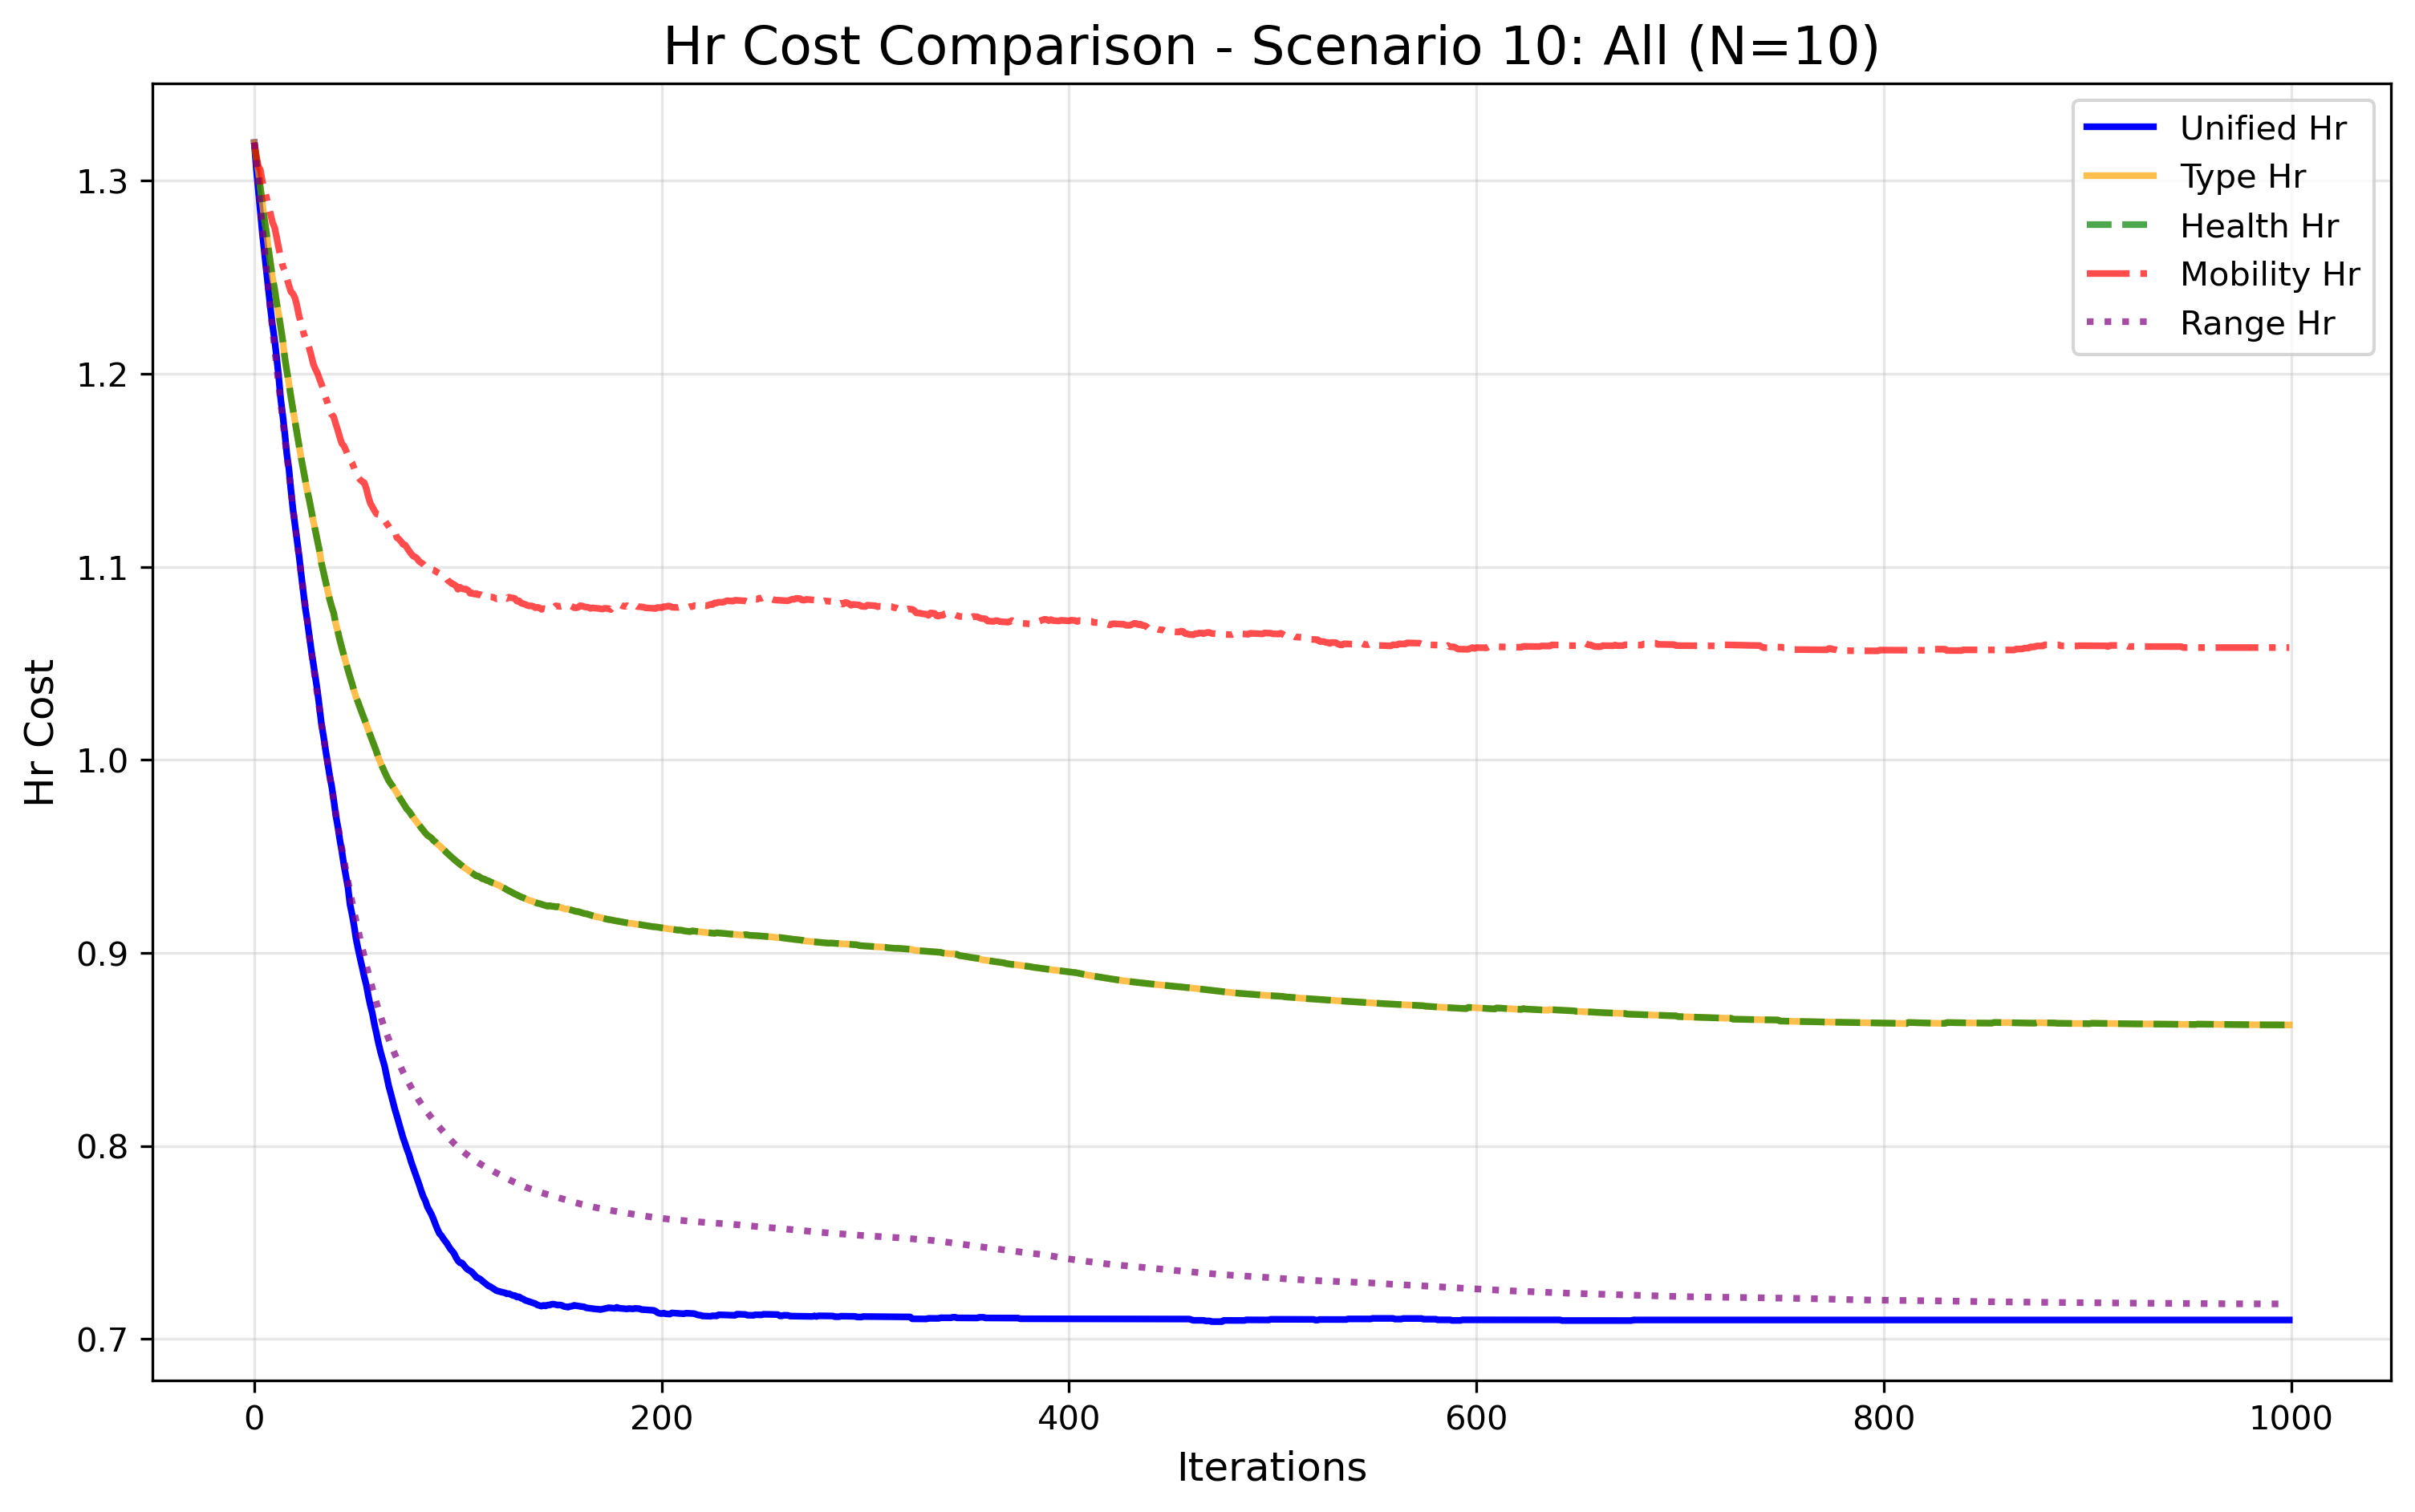 Hr Cost Comparison - Scenario 10: All (N=10)
Unified Hr
Type Hr
Health Hr
Mobility Hr
Range Hr
Hr Cost
1.3
1.2
1.1
1.0
0.9
0.8
0.7
0 200 400 600 800 1000
Iterations